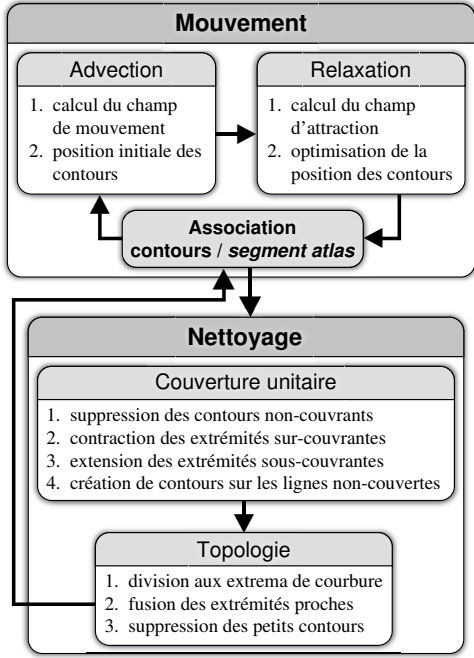 Mouvement
Advection
1. calcul du champ
de mouvement
2. position initiale des
contours
Relaxation
1. calcul du champ
d'attraction
2. optimisation de la
position des contours
Association
contours / segment atlas
Nettoyage
Couverture unitaire
1. suppression des contours non-couvrants
2. contraction des extrémités sur-couvrantes
3. extension des extrémités sous-couvrantes
4. création de contours sur les lignes non-couvertes
Topologie
1. division aux extrema de courbure
2. fusion des extrémités proches
3. suppression des petits contours